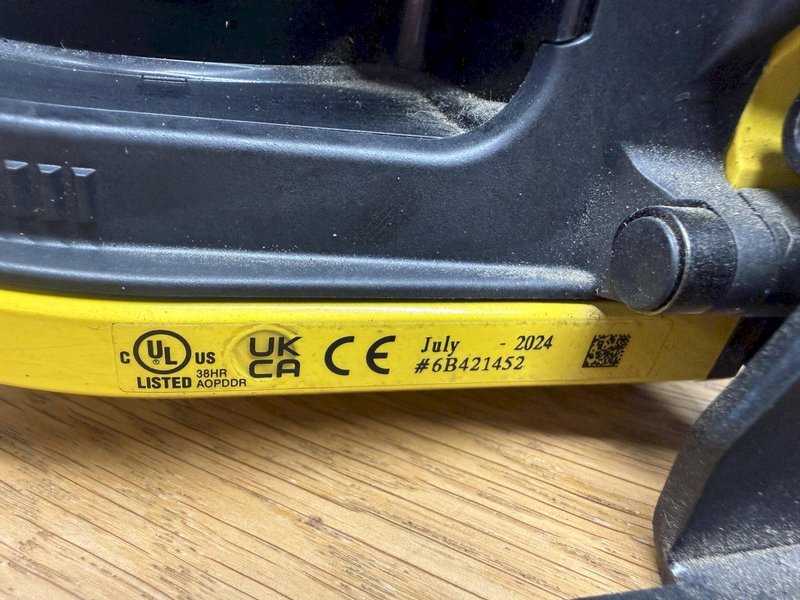 C UL US
LISTED
38HR
AOPDDR
UK
CA
CE
July - 2024
#6B421452